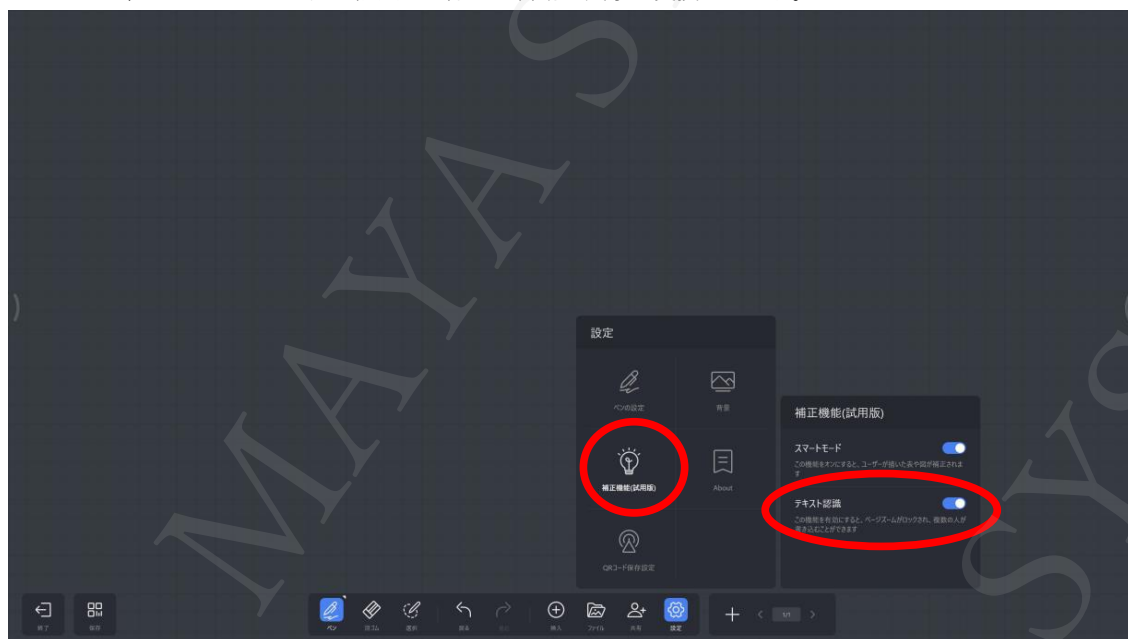 MAYA SYS
設定
ペンの設定
背景
補正機能(試用版)
About
QRコード保存設定
補正機能(試用版)
スマートモード
この機能をオンにすると、ユーザーが描いた表や図が補正されま
す
テキスト認識
この機能を有効にすると、ページズームがロックされ、複数の人が
書き込むことができます
終了
ペン
選択
戻る
挿入
ファイル
共有
設定
1/1